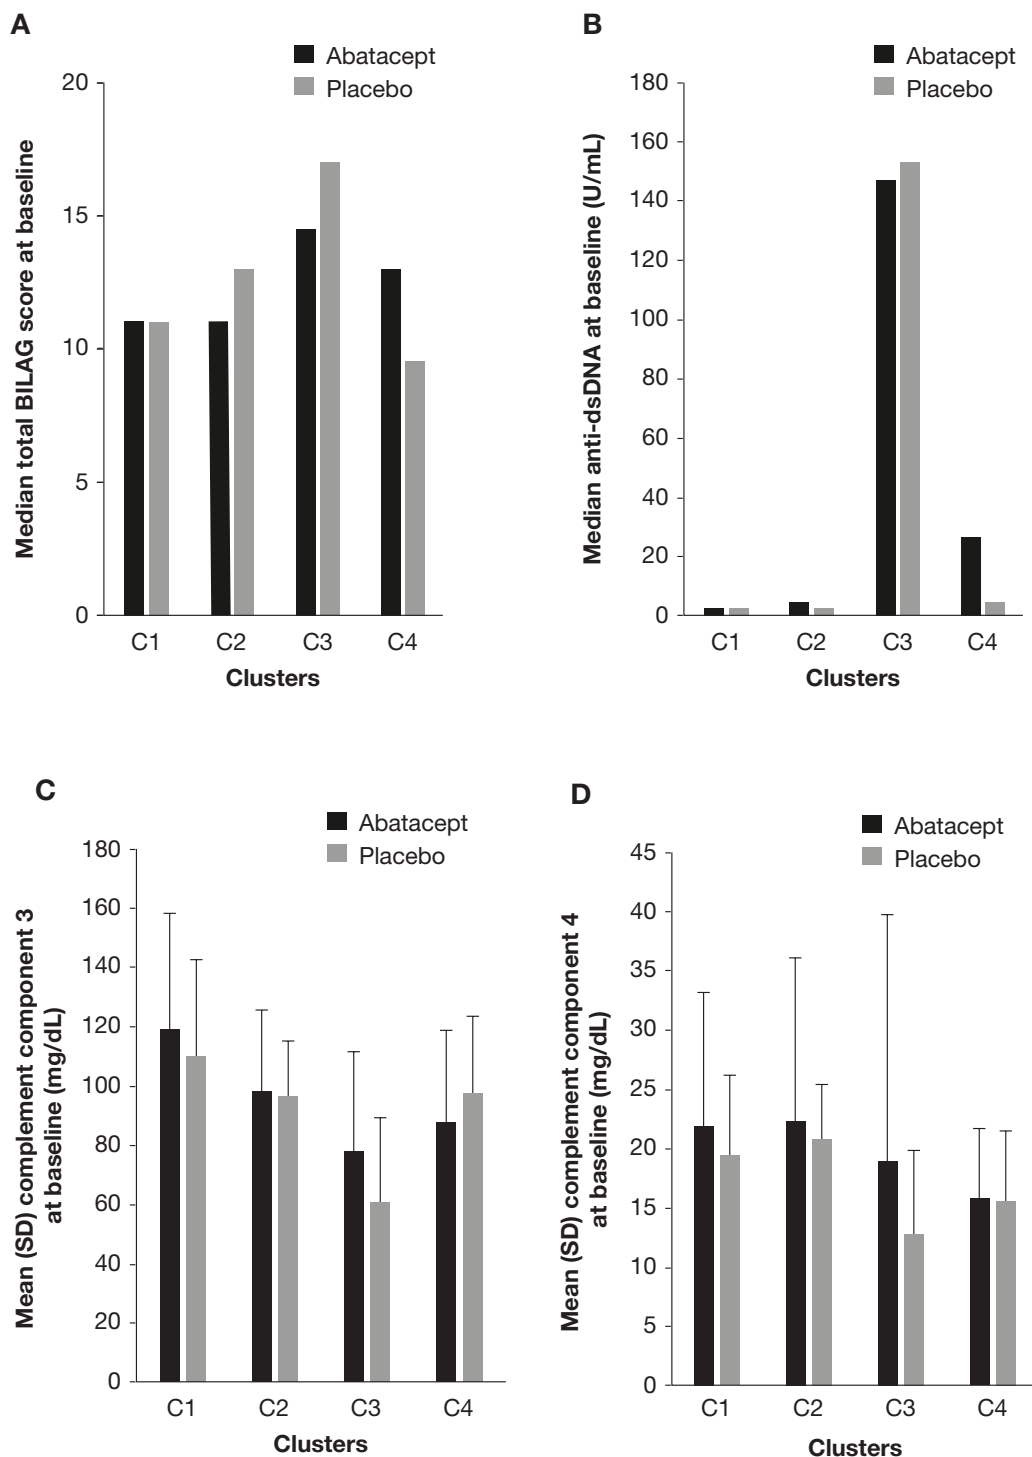 A
Abatacept
Placebo
Median total BILAG score at baseline
20
15
10
5
0
C1 C2 C3 C4
Clusters
B
Abatacept
Placebo
Median anti-dsDNA at baseline (U/mL)
180
160
140
120
100
80
60
40
20
0
C1 C2 C3 C4
Clusters
C
Abatacept
Placebo
Mean (SD) complement component 3
at baseline (mg/dL)
180
160
140
120
100
80
60
40
20
0
C1 C2 C3 C4
Clusters
D
Abatacept
Placebo
Mean (SD) complement component 4
at baseline (mg/dL)
45
40
35
30
25
20
15
10
5
0
C1 C2 C3 C4
Clusters